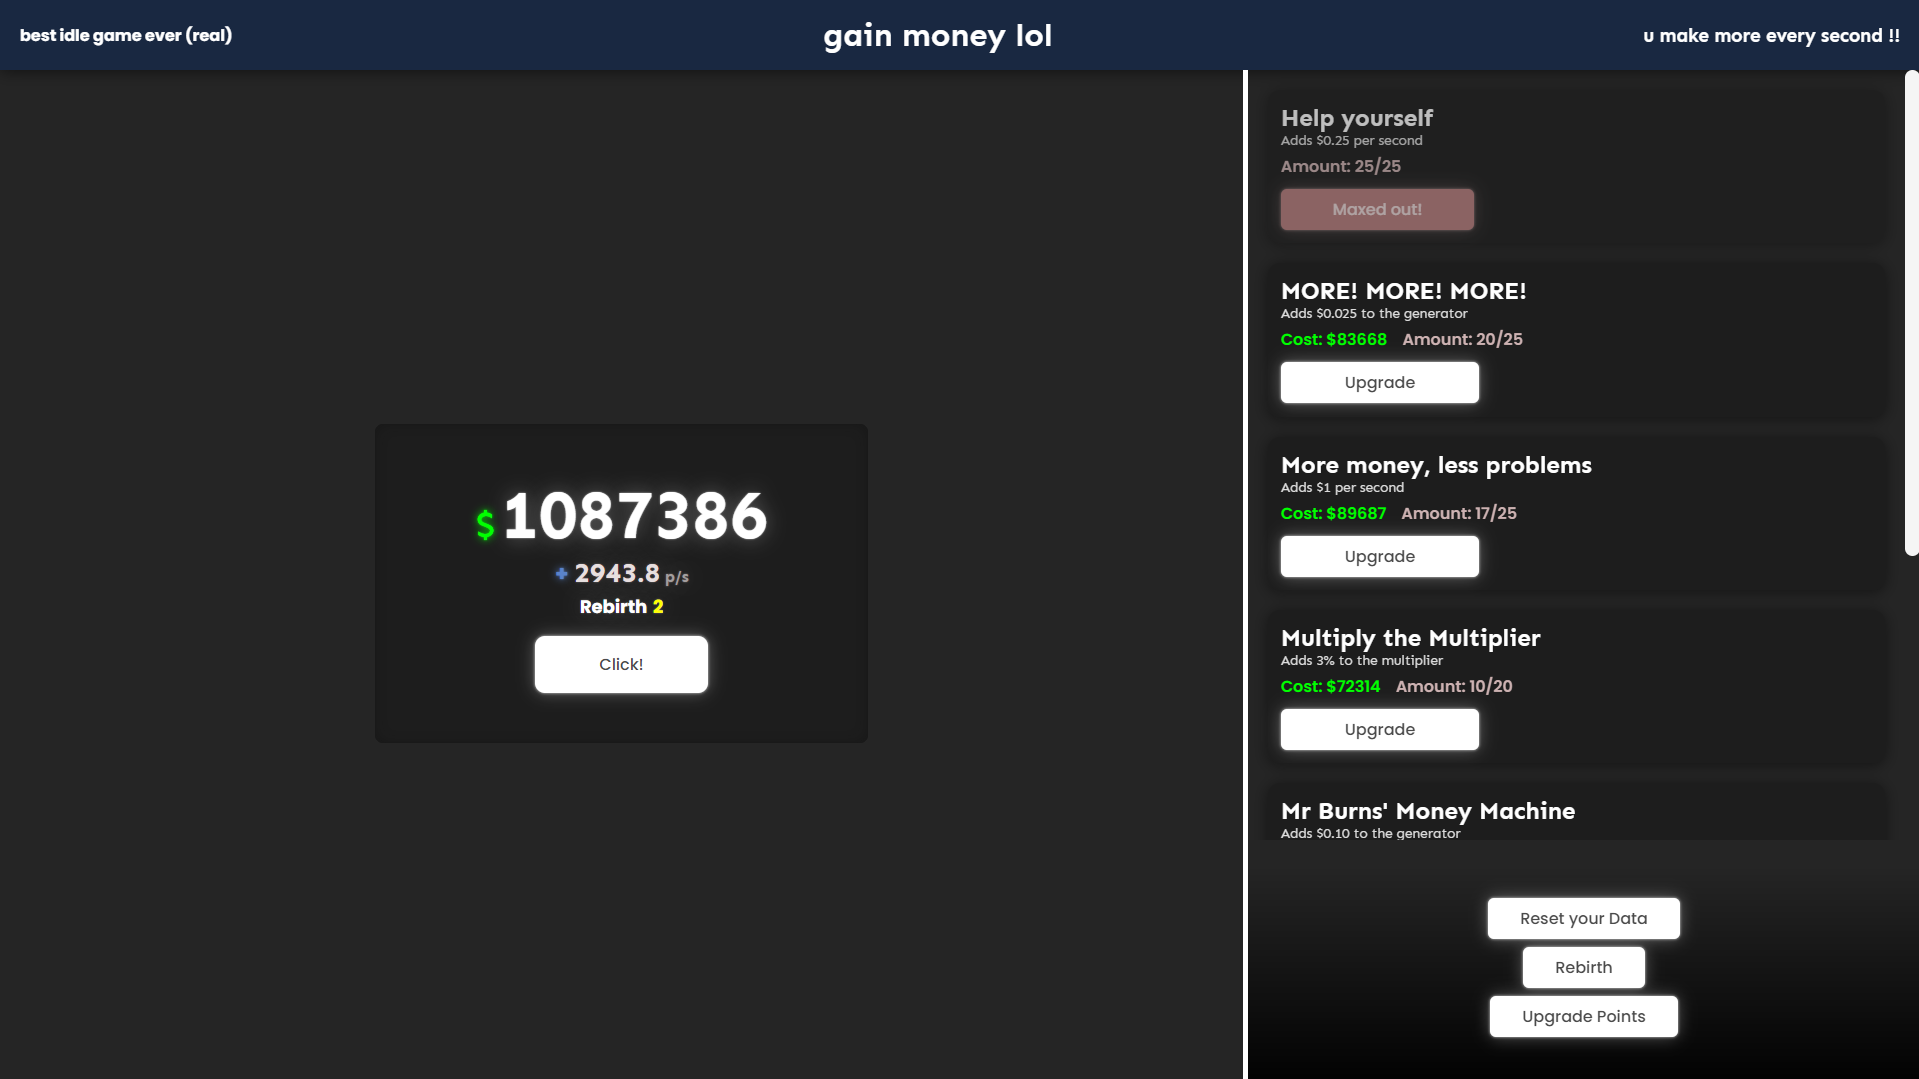 best idle game ever (real)
gain money lol
u make more every second !!
$1087386
+ 2943.8 p/s
Rebirth 2
Click!
Help yourself
Adds $0.25 per second
Amount: 25/25
Maxed out!
MORE! MORE! MORE!
Adds $0.025 to the generator
Cost: $83668 Amount: 20/25
Upgrade
More money, less problems
Adds $1 per second
Cost: $89687 Amount: 17/25
Upgrade
Multiply the Multiplier
Adds 3% to the multiplier
Cost: $72314 Amount: 10/20
Upgrade
Mr Burns' Money Machine
Adds $0.10 to the generator
Reset your Data
Rebirth
Upgrade Points